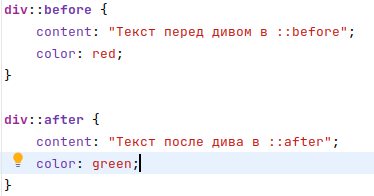 div::before {
    content: "Текст перед дивом в ::before";
    color: red;
}
div::after {
    content: "Текст после дива в ::after";
    color: green;
}